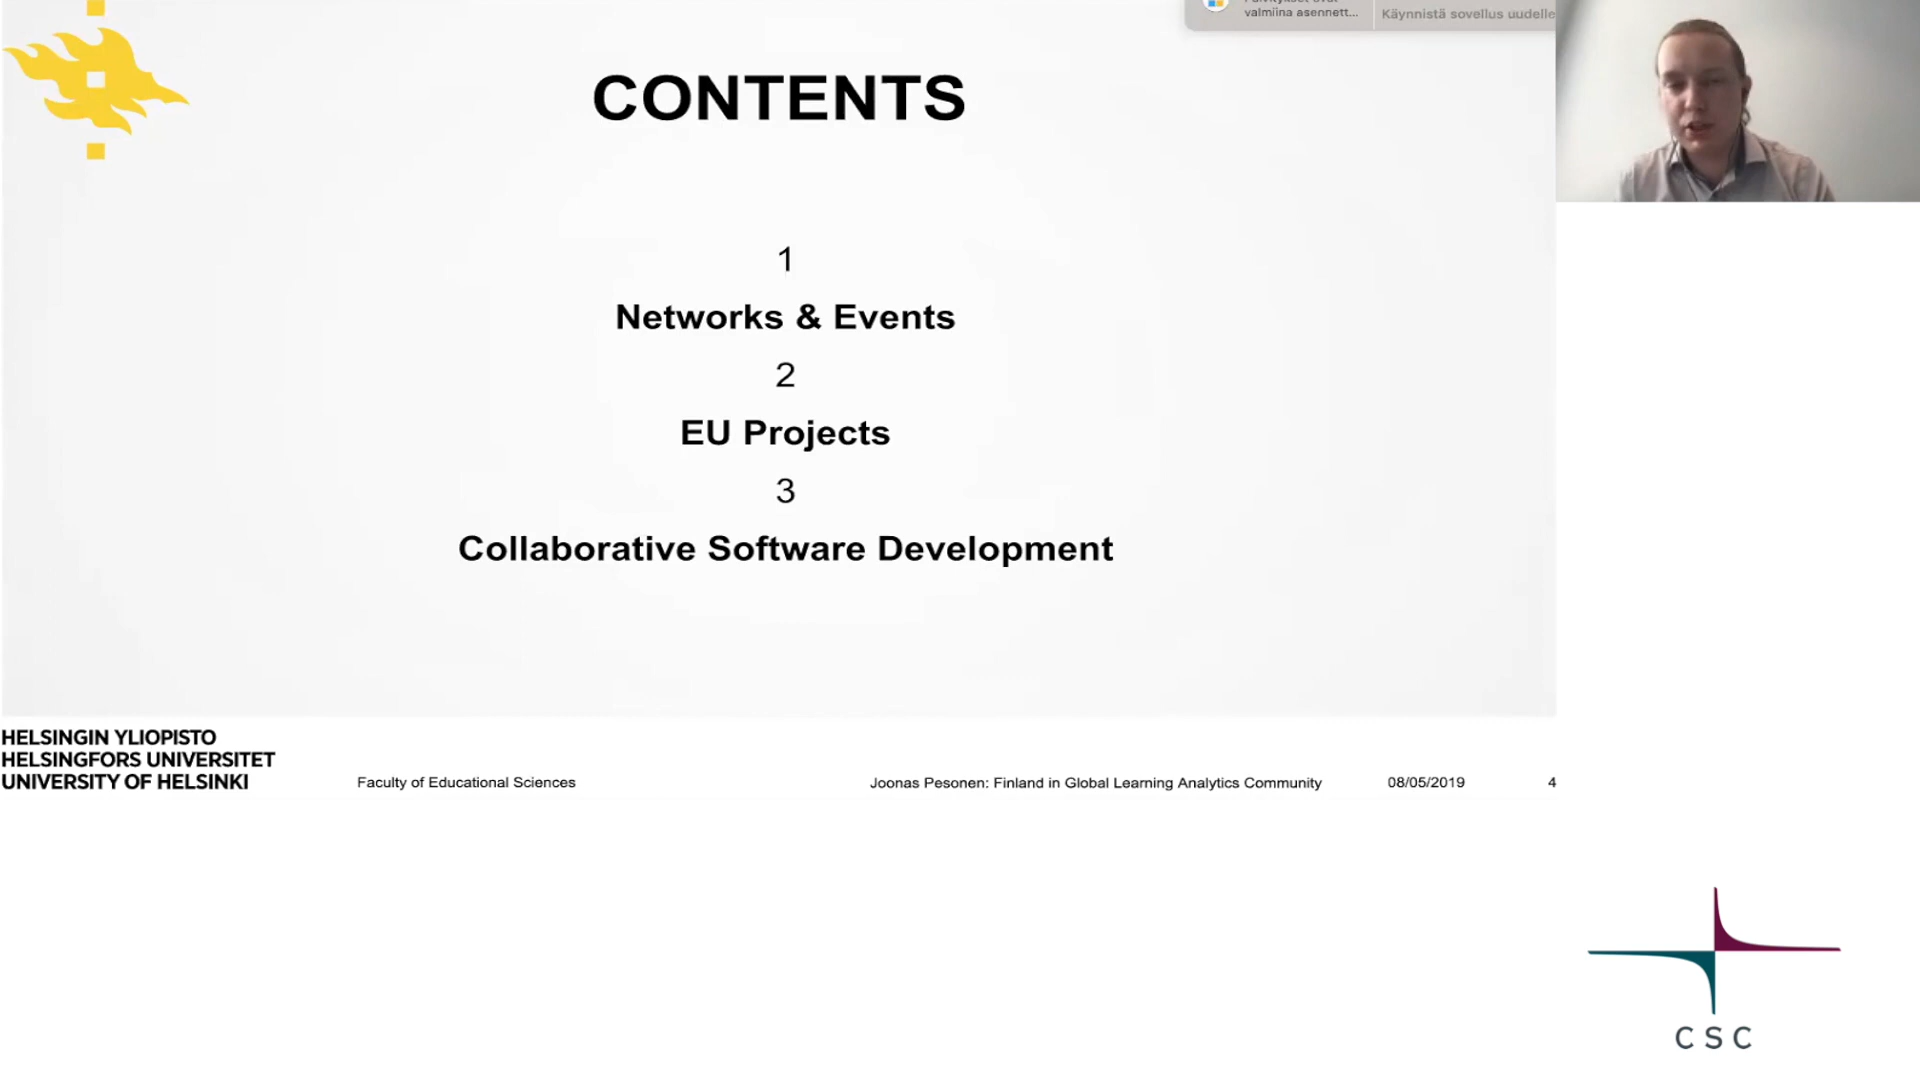 valmiina asennett...
Käynnistä sovellus uudelle
CONTENTS
1
Networks & Events
2
EU Projects
3
Collaborative Software Development
HELSINGIN YLIOPISTO
HELSINGFORS UNIVERSITET
UNIVERSITY OF HELSINKI
Faculty of Educational Sciences
Joonas Pesonen: Finland in Global Learning Analytics Community
08/05/2019
4
CSC